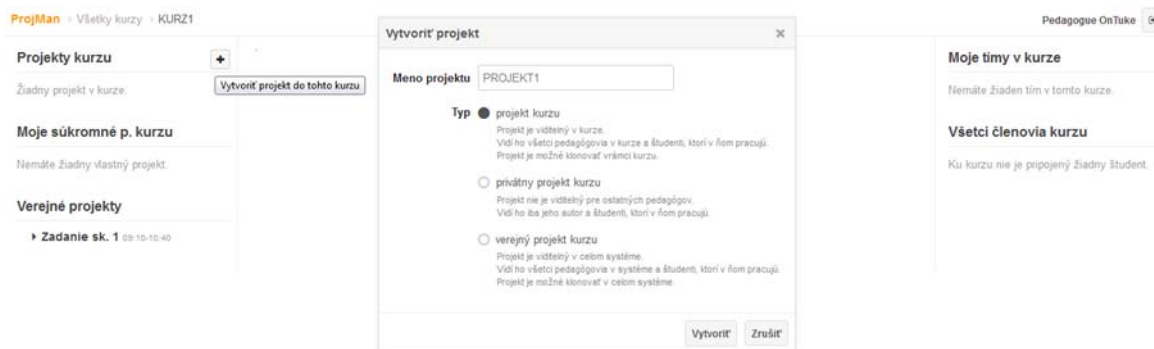 ProjMan › Všetky kurzy › KURZ1
Pedagogue OnTuke
Projekty kurzu
Vytvoriť projekt do tohto kurzu
Žiadny projekt v kurze.
Moje súkromné p. kurzu
Nemáte žiadny vlastný projekt.
Verejné projekty
Zadanie sk. 1 09:10-10:40
Vytvoriť projekt
Meno projektu PROJEKT1
Typ projekt kurzu
Projekt je viditeľný v kurze.
Vidí ho všetci pedagógovia v kurze a študenti, ktorí v ňom pracujú.
Projekt je možné klonovať vrámci kurzu.
privátny projekt kurzu
Projekt nie je viditeľný pre ostatných pedagógov.
Vidí ho iba jeho autor a študenti, ktorí v ňom pracujú.
verejný projekt kurzu
Projekt je viditeľný v celom systéme.
Vidí ho všetci pedagógovia v systéme a študenti, ktorí v ňom pracujú.
Projekt je možné klonovať v celom systéme
Vytvoriť Zrušiť
Moje tímy v kurze
Nemáte žiaden tím v tomto kurze.
Všetci členovia kurzu
Ku kurzu nie je pripojený žiadny študent.